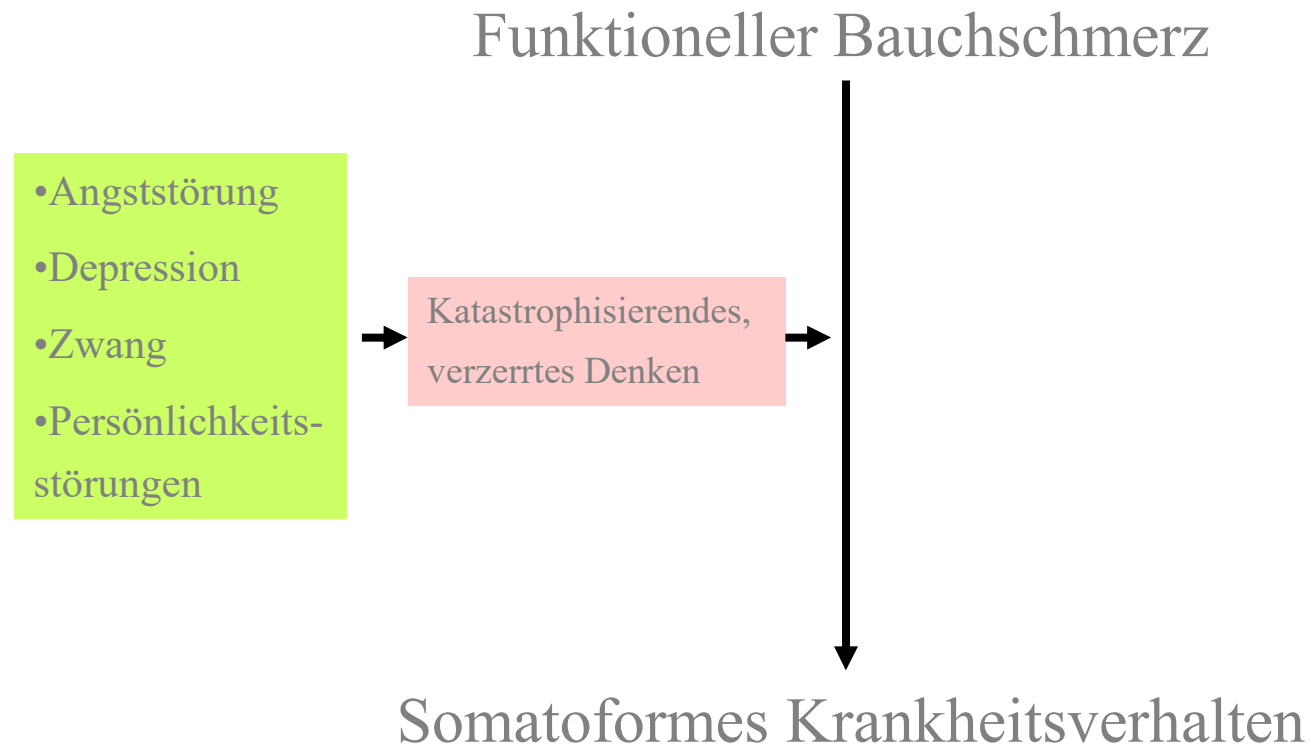 Funktioneller Bauchschmerz
•Angststörung
•Depression
•Zwang
•Persönlichkeits-
störungen
Katastrophisierendes,
verzerrtes Denken
Somatoformes Krankheitsverhalten